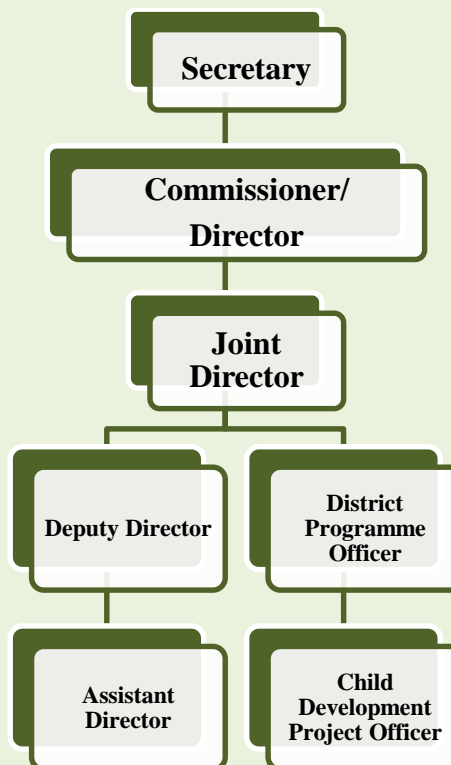 Secretary
Commissioner/
Director
Joint
Director
Deputy Director
District
Programme
Officer
Assistant
Director
Child
Development
Project Officer